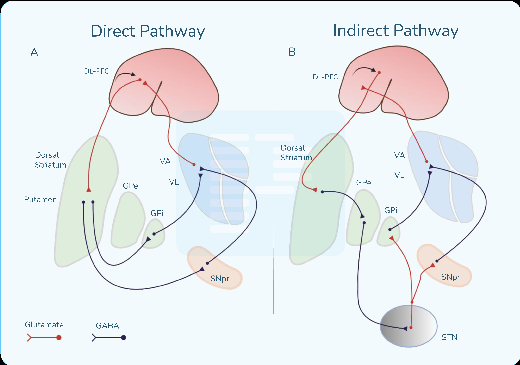 Direct Pathway
Indirect Pathway
A
B
DL-PFC
DL-PFC
Dorsal
Striatum
Dorsal
Striatum
VA
VL
VA
VL
Putamen
GPe
GPi
GPe
GPi
SNpr
SNpr
Glutamate
GABA
STN